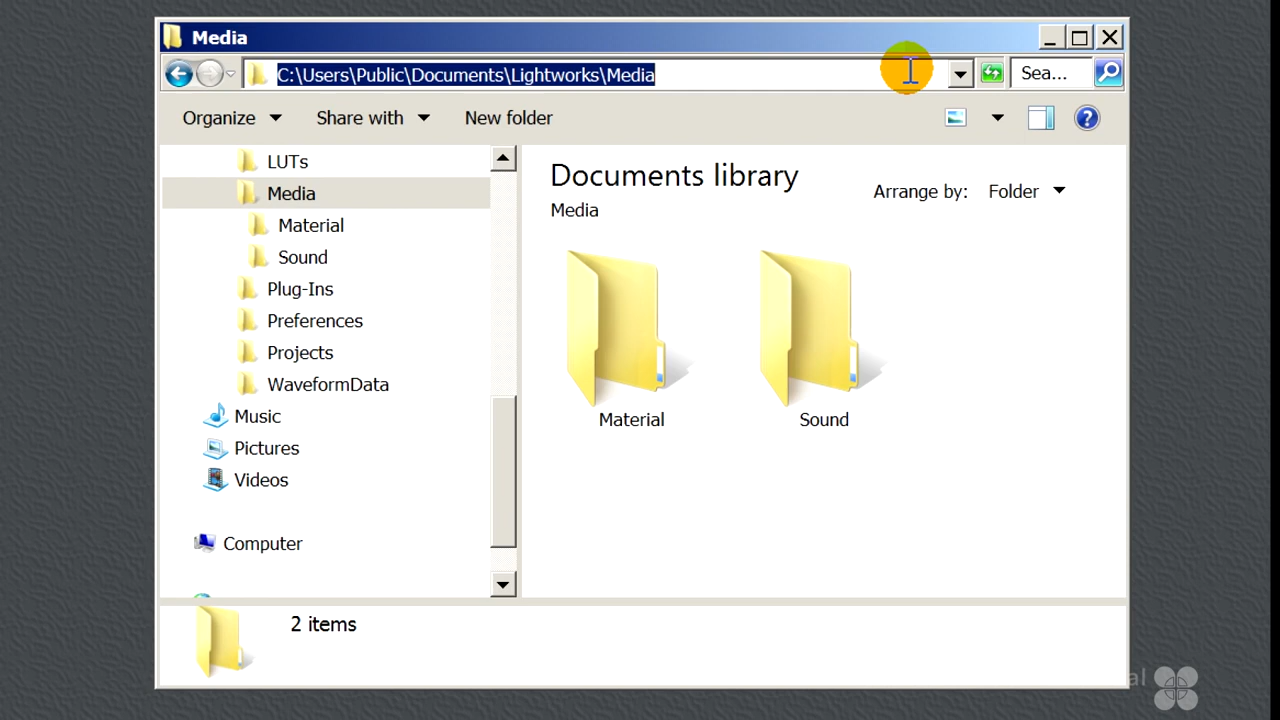 Media
C:\Users\Public\Documents\Lightworks\Media
Sea...
Organize
Share with
New folder
LUTs
Media
Material
Sound
Plug-Ins
Preferences
Projects
WaveformData
Music
Pictures
Videos
Computer
Documents library
Media
Arrange by: Folder
Material
Sound
2 items